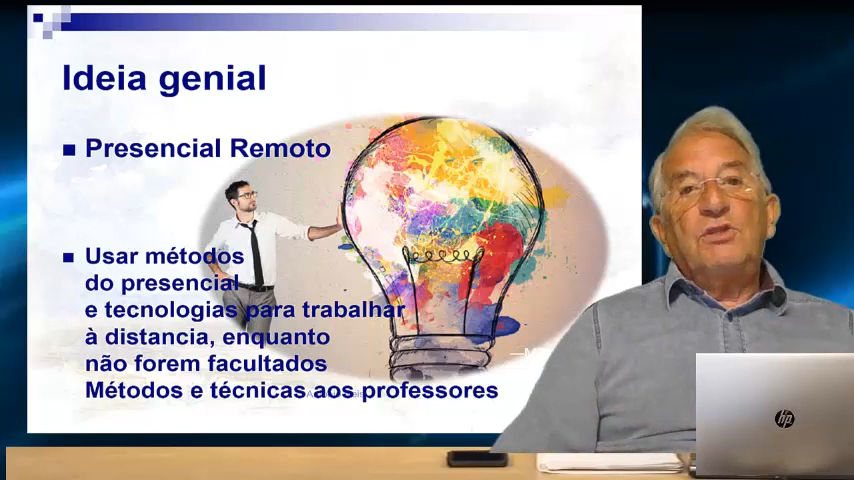 Ideia genial
Presencial Remoto
Usar métodos
do presencial
e tecnologias para trabalhar
à distancia, enquanto
não forem facultados
Métodos e técnicas aos professores
hp